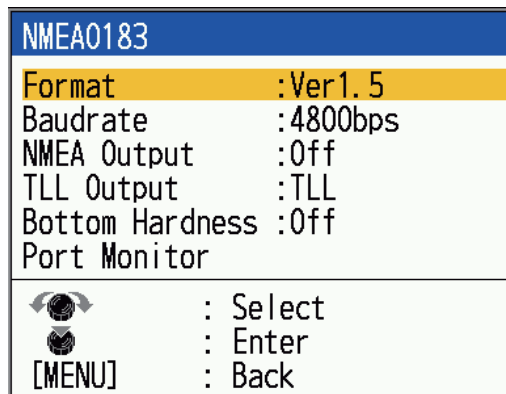 NMEA0183
Format :Ver1.5
Baudrate :4800bps
NMEA Output :Off
TLL Output :TLL
Bottom Hardness :Off
Port Monitor
: Select
: Enter
[MENU] : Back